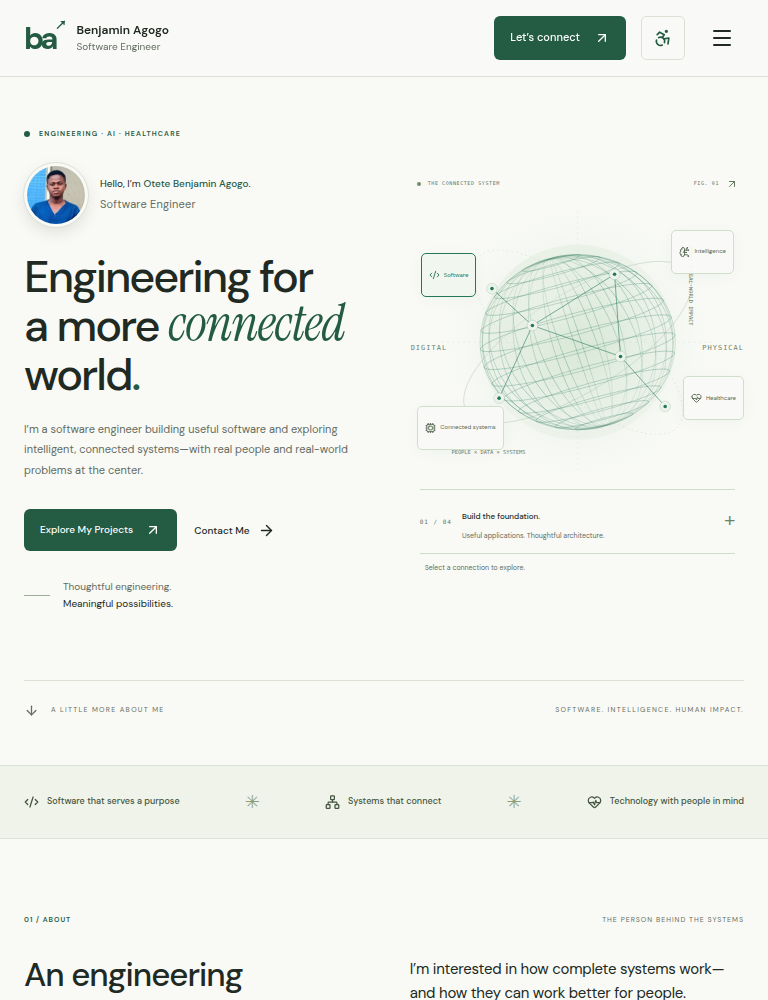 ba
Benjamin Agogo
Software Engineer
Let's connect
ENGINEERING · AI · HEALTHCARE
Hello, I'm Otete Benjamin Agogo.
Software Engineer
Engineering for
a more connected
world.
I'm a software engineer building useful software and exploring
intelligent, connected systems—with real people and real-world
problems at the center.
Explore My Projects
Contact Me
Thoughtful engineering.
Meaningful possibilities.
THE CONNECTED SYSTEM
FIG. 01
Software
Intelligence
WORLD IMPACT
DIGITAL
PHYSICAL
Healthcare
Connected systems
PEOPLE × DATA × SYSTEMS
01 / 04
Build the foundation.
Useful applications. Thoughtful architecture.
Select a connection to explore.
A LITTLE MORE ABOUT ME
SOFTWARE. INTELLIGENCE. HUMAN IMPACT.
Software that serves a purpose
Systems that connect
Technology with people in mind
01 / ABOUT
THE PERSON BEHIND THE SYSTEMS
An engineering
I'm interested in how complete systems work—
and how they can work better for people.